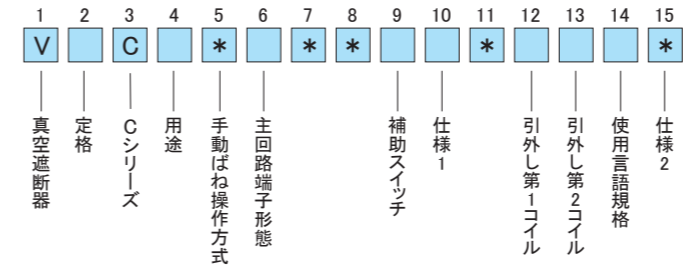 1 2 3 4 5 6 7 8 9 10 11 12 13 14 15
V C * * * * *
真空遮断器
定格
Cシリーズ
用途
手動ばね操作方式
主回路端子形態
補助スイッチ
仕様1
引外し第1コイル
引外し第2コイル
使用言語規格
仕様2